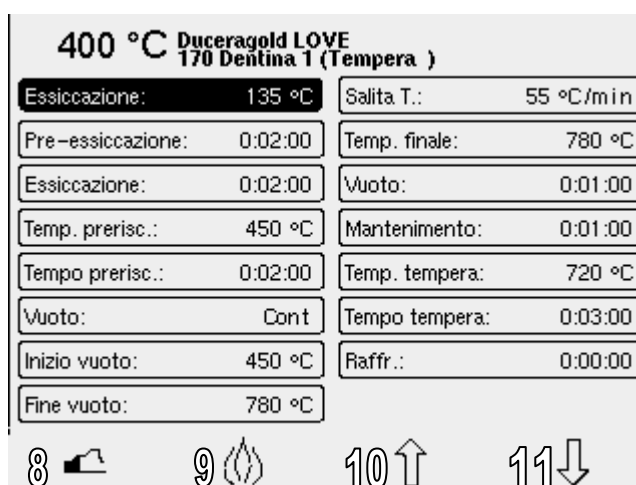 400 °C Duceragold LOVE
170 Dentina 1 (Tempera )
Essiccazione: 135 °C
Pre-essiccazione: 0:02:00
Essiccazione: 0:02:00
Temp. prerisc.: 450 °C
Tempo prerisc.: 0:02:00
Vuoto: Cont
Inizio vuoto: 450 °C
Fine vuoto: 780 °C
Salita T.: 55 °C/min
Temp. finale: 780 °C
Vuoto: 0:01:00
Mantenimento: 0:01:00
Temp. tempera: 720 °C
Tempo tempera: 0:03:00
Raffr.: 0:00:00
8 9 10 11